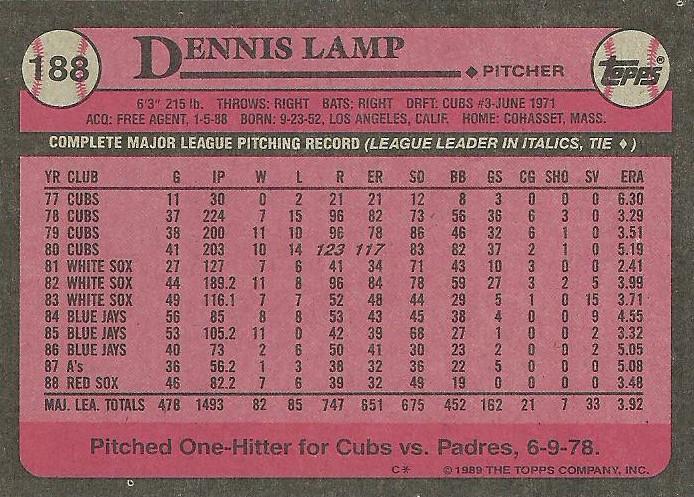 188
DENNIS LAMP
PITCHER
topps®
6'3" 215 lb. THROWS: RIGHT BATS: RIGHT DRFT: CUBS #3-JUNE 1971
ACQ: FREE AGENT, 1-5-88 BORN: 9-23-52, LOS ANGELES, CALIF. HOME: COHASSET, MASS.
COMPLETE MAJOR LEAGUE PITCHING RECORD (LEAGUE LEADER IN ITALICS, TIE ♦)
YR CLUB G IP W L R ER SO BB GS CG SHO SV ERA
77 CUBS 11 30 0 2 21 21 12 8 3 0 0 0 6.30
78 CUBS 37 224 7 15 96 82 73 56 36 6 3 0 3.29
79 CUBS 38 200 11 10 96 78 86 46 32 6 1 0 3.51
80 CUBS 41 203 10 14 123 117 83 82 37 2 1 0 5.19
81 WHITE SOX 27 127 7 6 41 34 71 43 10 3 0 0 2.41
82 WHITE SOX 44 189.2 11 8 96 84 78 59 27 3 2 5 3.99
83 WHITE SOX 49 116.1 7 7 52 48 44 29 5 1 0 15 3.71
84 BLUE JAYS 56 85 8 8 53 43 45 38 4 0 0 9 4.55
85 BLUE JAYS 53 105.2 11 0 42 39 68 27 1 0 0 2 3.32
86 BLUE JAYS 40 73 2 6 50 41 30 23 2 0 0 2 5.05
87 A's 36 56.2 1 3 38 32 36 22 5 0 0 0 5.08
88 RED SOX 46 82.2 7 6 39 32 49 19 0 0 0 0 3.48
MAJ. LEA. TOTALS 478 1493 82 85 747 651 675 452 162 21 7 33 3.92
Pitched One-Hitter for Cubs vs. Padres, 6-9-78.
C* ©1989 THE TOPPS COMPANY, INC.